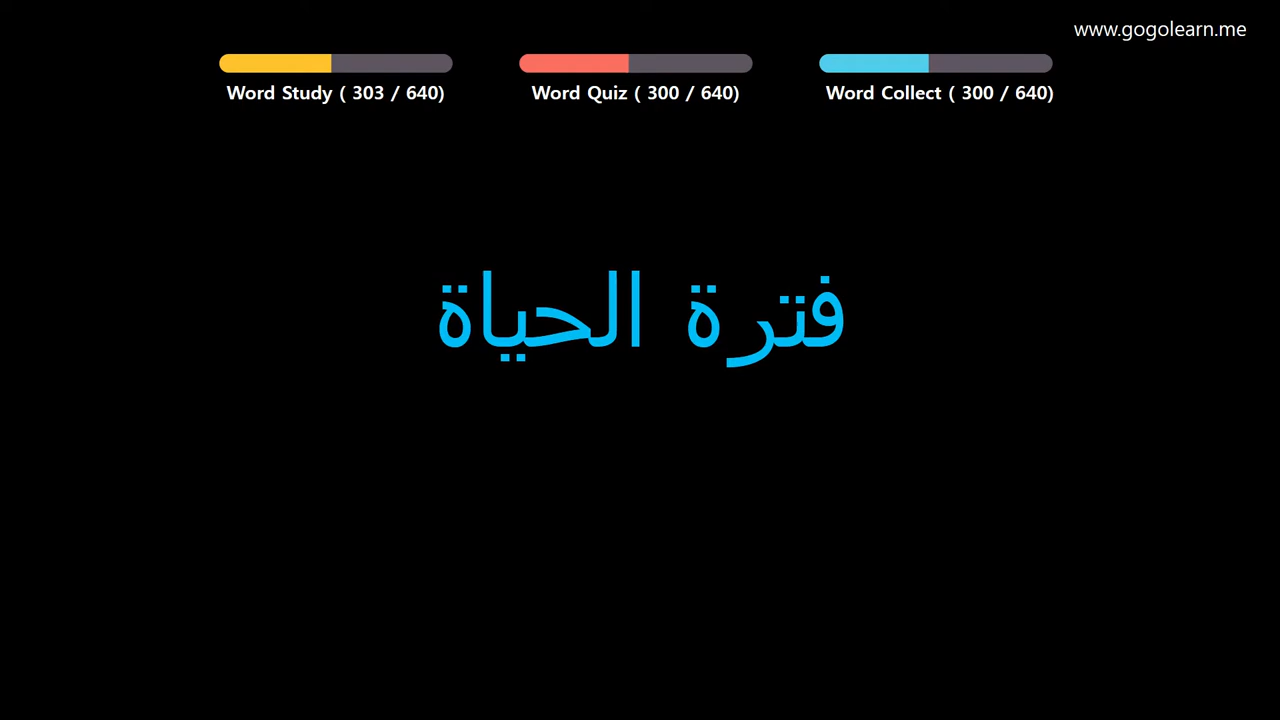 www.gogolearn.me
Word Study ( 303 / 640)
Word Quiz ( 300 / 640)
Word Collect ( 300 / 640)
فترة الحياة